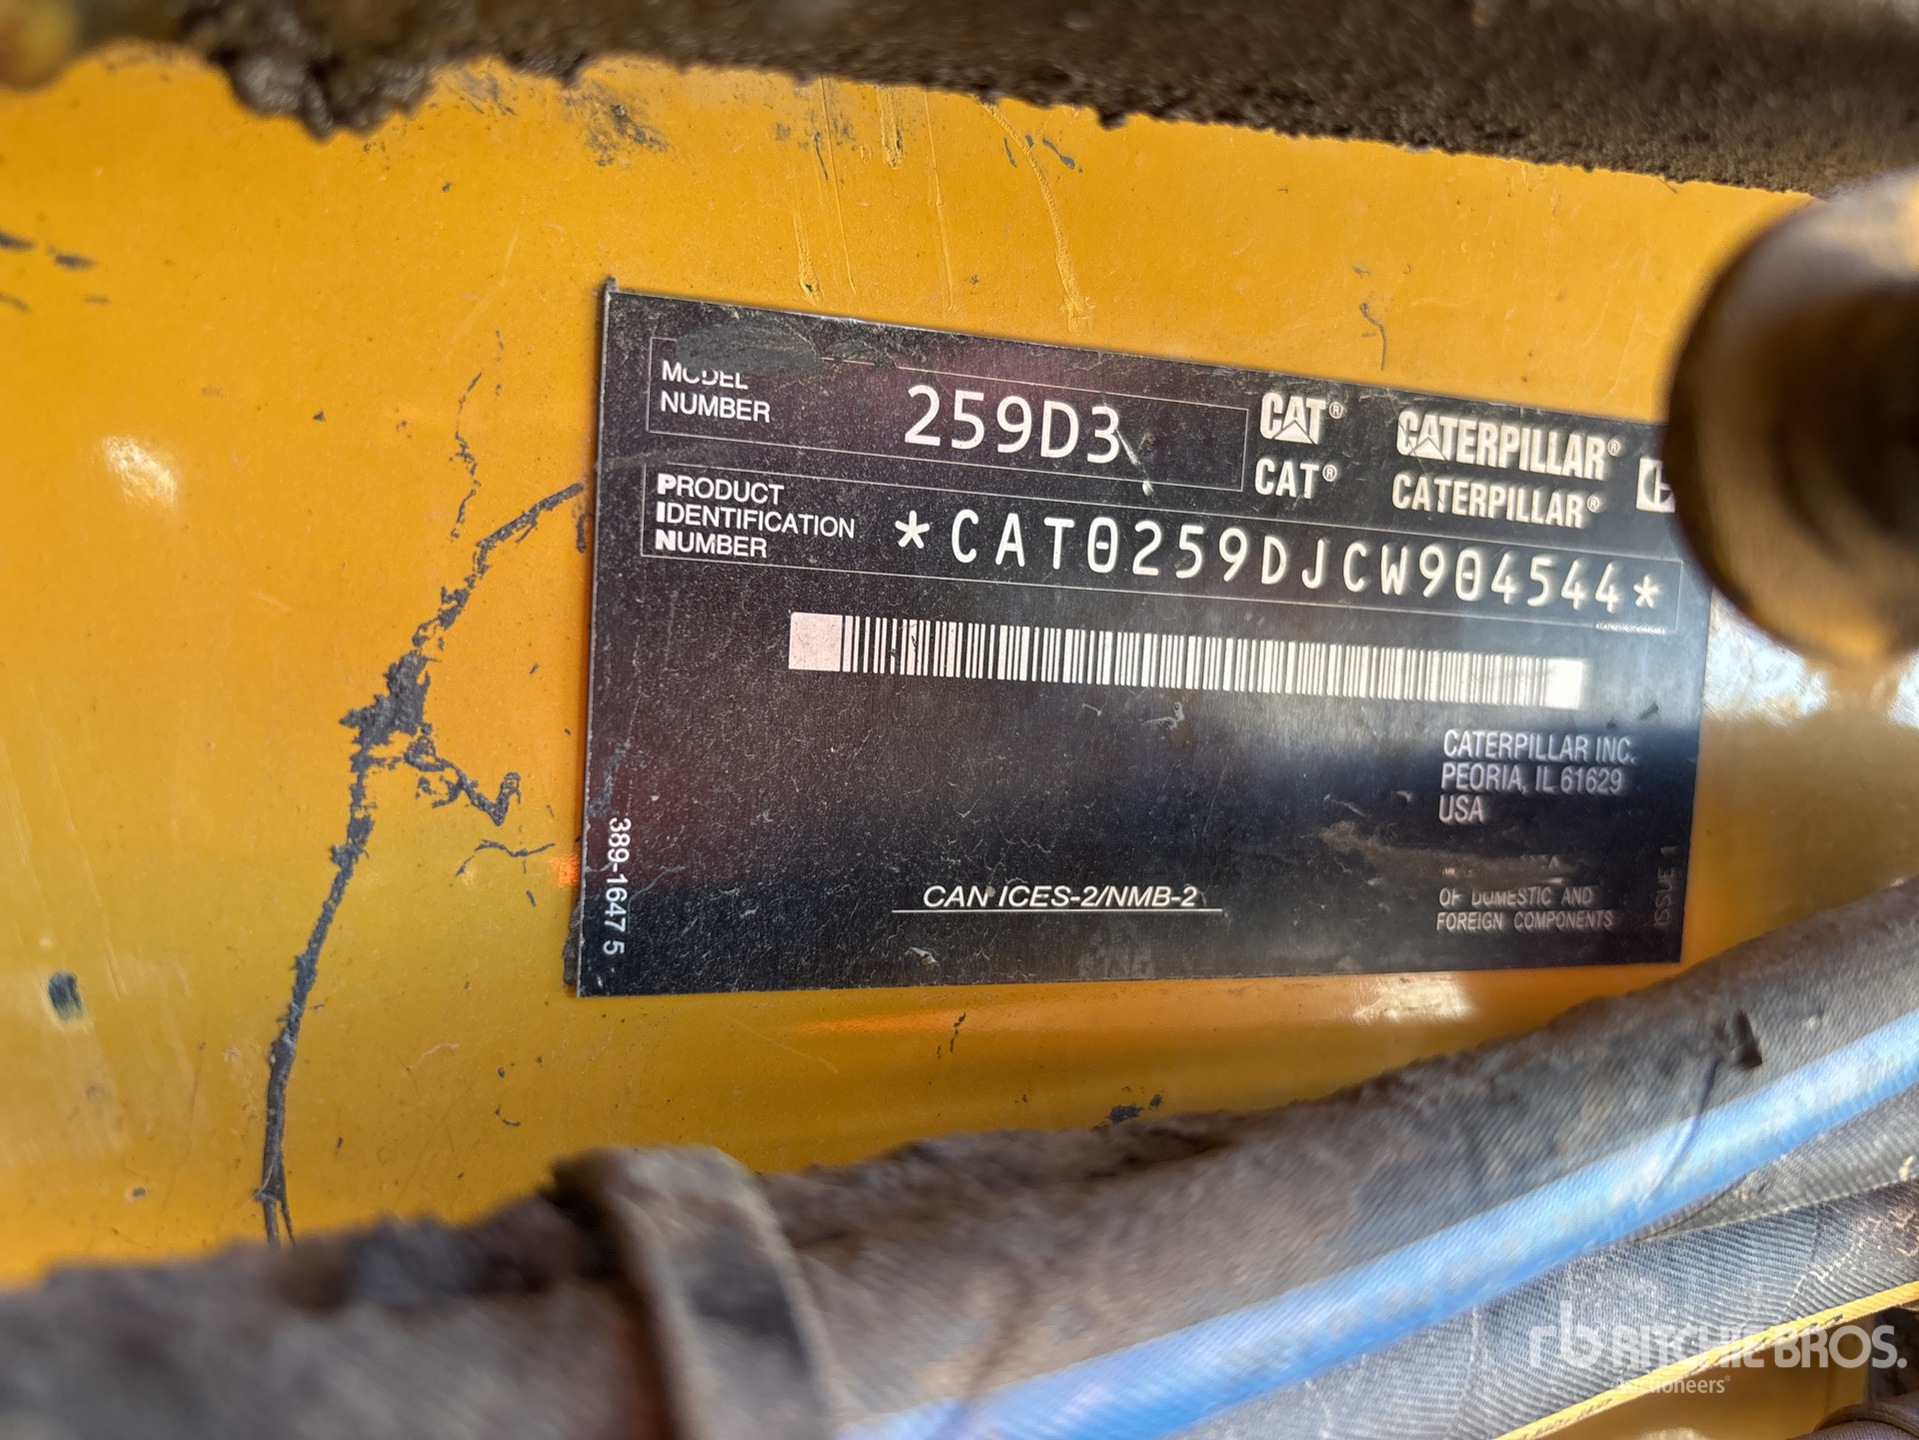 MODEL
NUMBER
259D3
CAT® CATERPILLAR®
CAT® CATERPILLAR®
PRODUCT
IDENTIFICATION
NUMBER
*CAT0259DJCW904544*
CATERPILLAR INC.
PEORIA, IL 61629
USA
OF DOMESTIC AND
FOREIGN COMPONENTS
ISSUE 1
CAN ICES-2/NMB-2
389-1647 5
rb RITCHIE BROS.
Auctioneers®